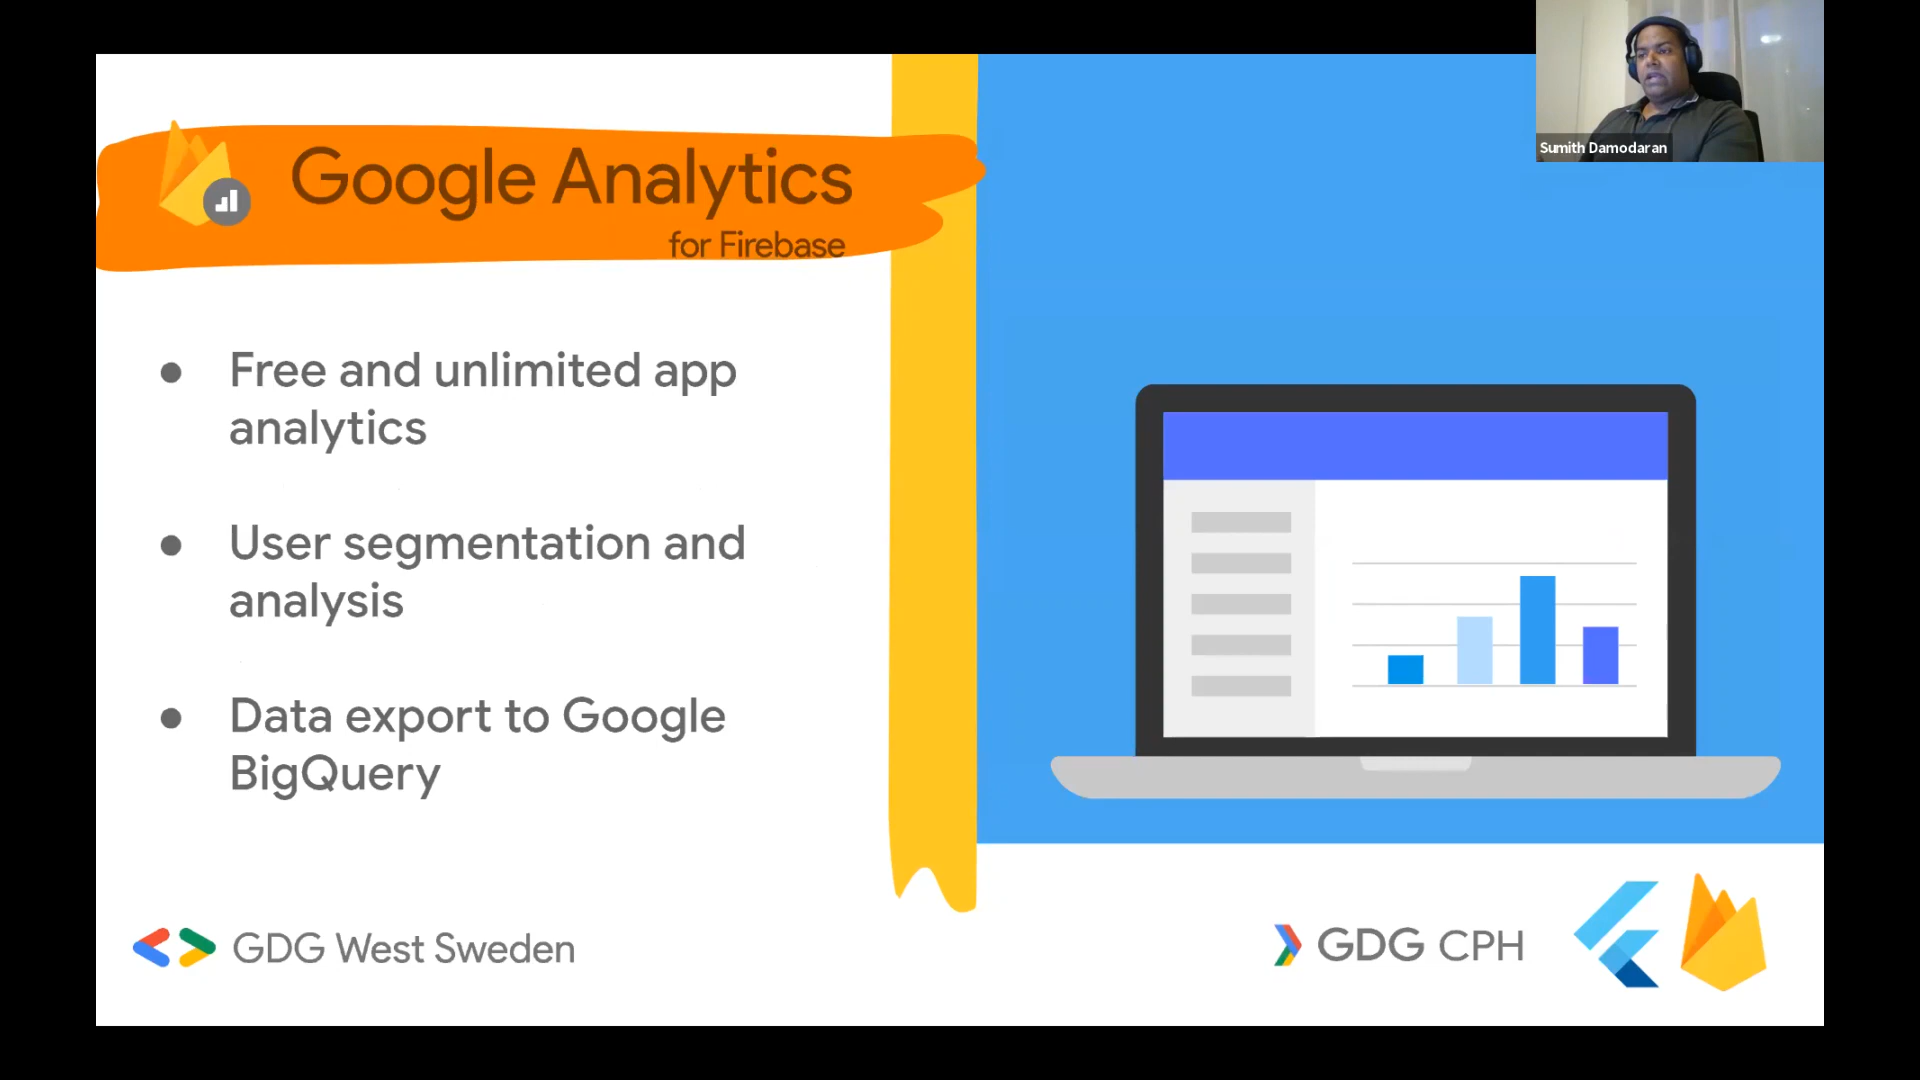 Sumith Damodaran
Google Analytics
for Firebase
● Free and unlimited app
analytics
● User segmentation and
analysis
● Data export to Google
BigQuery
GDG West Sweden
GDG CPH